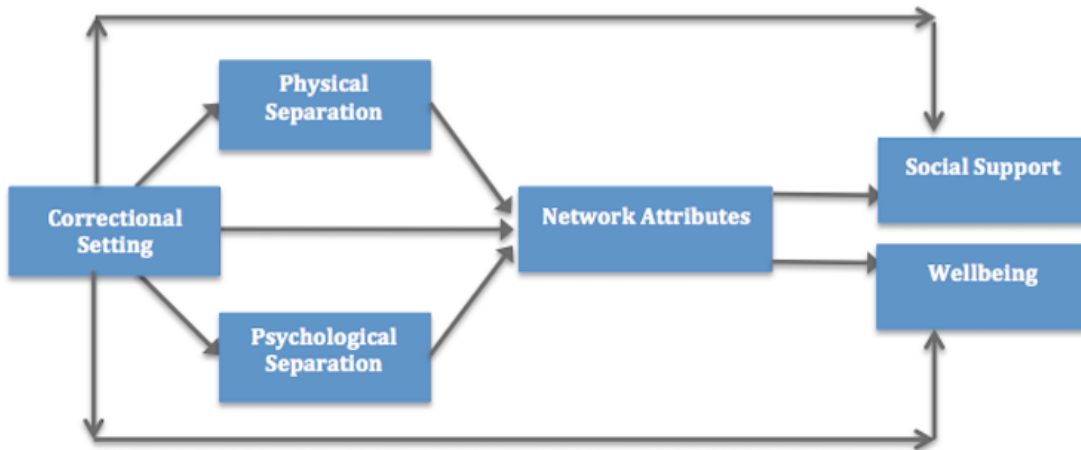 Physical
Separation
Social Support
Correctional
Setting
Network Attributes
Wellbeing
Psychological
Separation